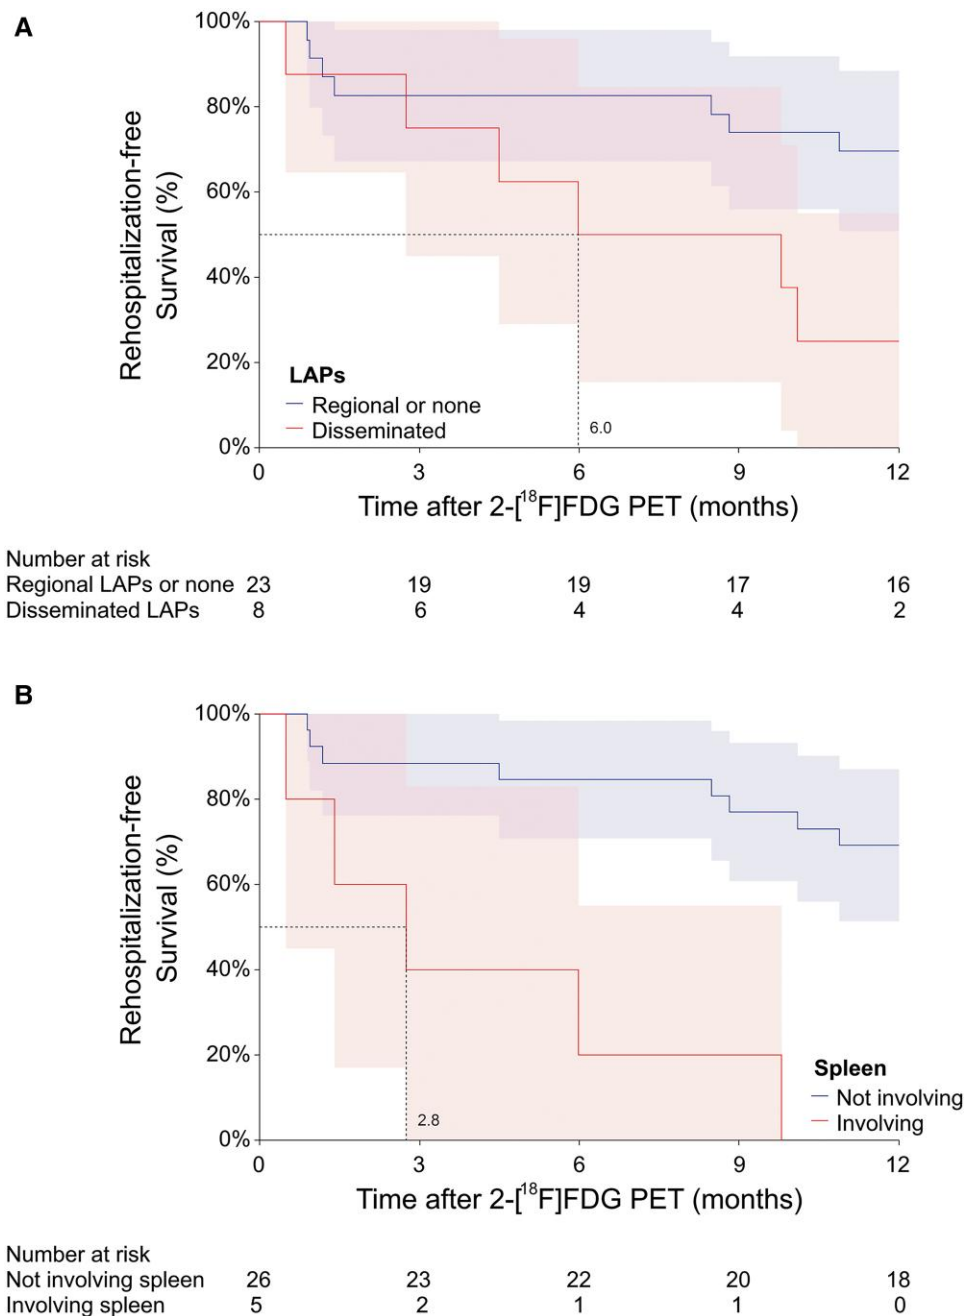 A
100%
80%
60%
40%
20%
0%
Rehospitalization-free
Survival (%)
LAPs
Regional or none
Disseminated
6.0
0 3 6 9 12
Time after 2-[¹⁸F]FDG PET (months)
Number at risk
Regional LAPs or none 23 19 19 17 16
Disseminated LAPs 8 6 4 4 2
B
100%
80%
60%
40%
20%
0%
Rehospitalization-free
Survival (%)
Spleen
Not involving
Involving
2.8
0 3 6 9 12
Time after 2-[¹⁸F]FDG PET (months)
Number at risk
Not involving spleen 26 23 22 20 18
Involving spleen 5 2 1 1 0